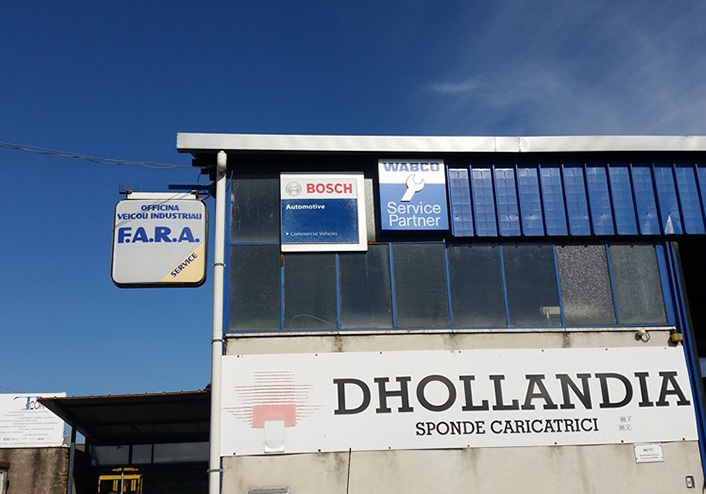 OFFICINA
VEICOLI INDUSTRIALI
F.A.R.A.
SERVICE
BOSCH
Automotive
Commercial Vehicles
WABCO
Service
Partner
DHOLLANDIA
SPONDE CARICATRICI